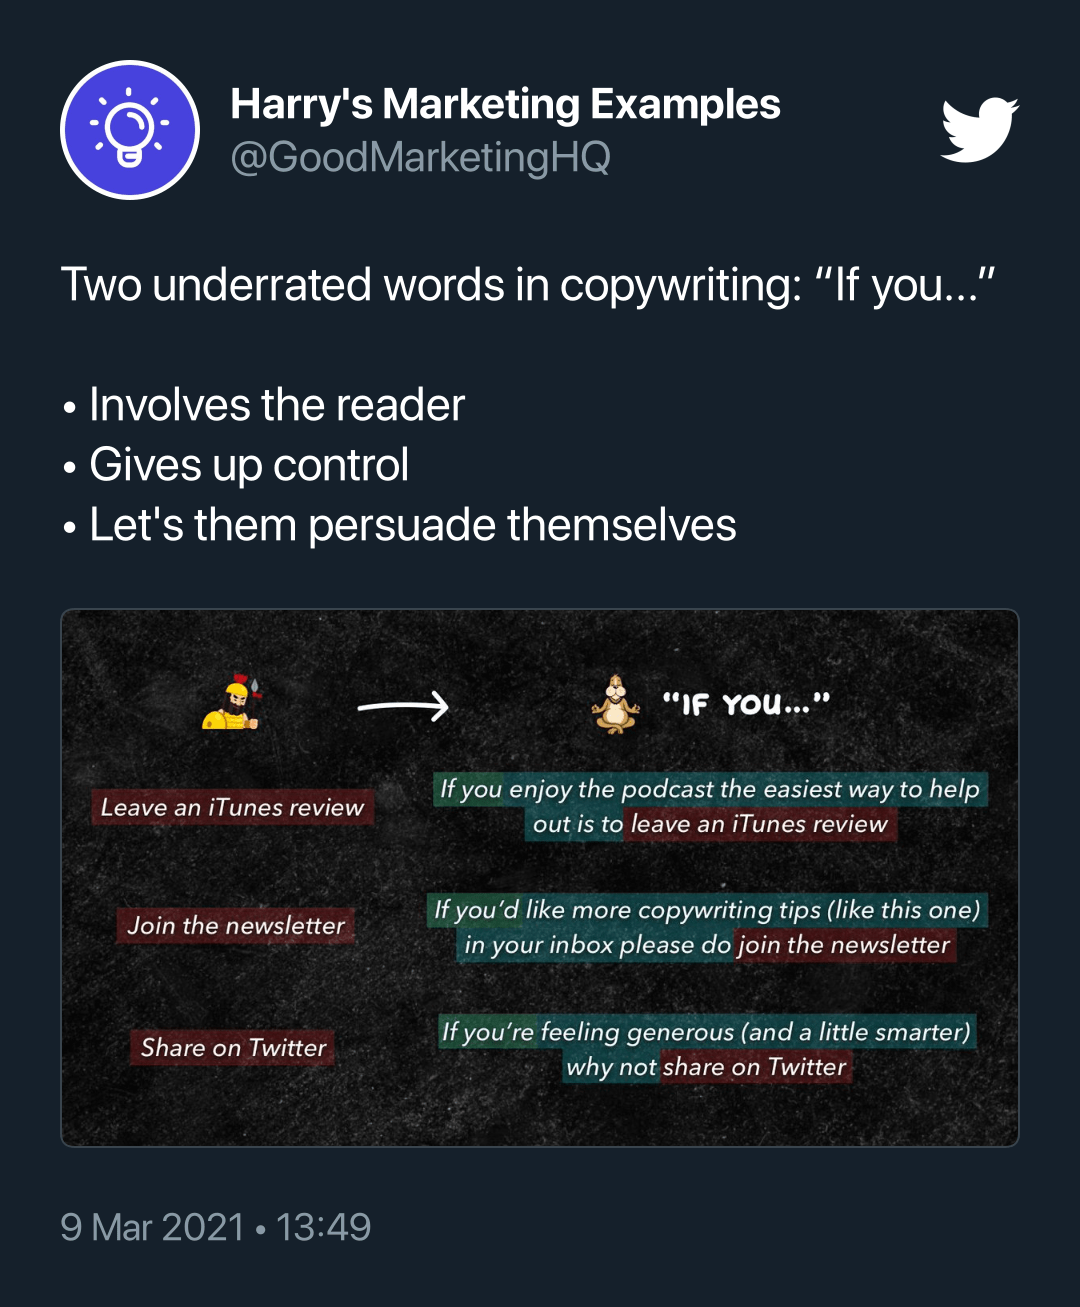 Harry's Marketing Examples
@GoodMarketingHQ
Two underrated words in copywriting: “If you...”
• Involves the reader
• Gives up control
• Let's them persuade themselves
“IF YOU...”
Leave an iTunes review
If you enjoy the podcast the easiest way to help
out is to leave an iTunes review
Join the newsletter
If you’d like more copywriting tips (like this one)
in your inbox please do join the newsletter
Share on Twitter
If you’re feeling generous (and a little smarter)
why not share on Twitter
9 Mar 2021 • 13:49